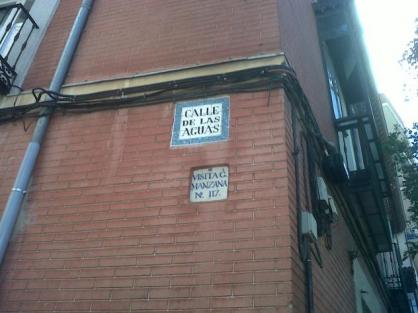 CALLE
DE LAS
AGUAS
VISITA G.
MANZANA
Nº. 117.